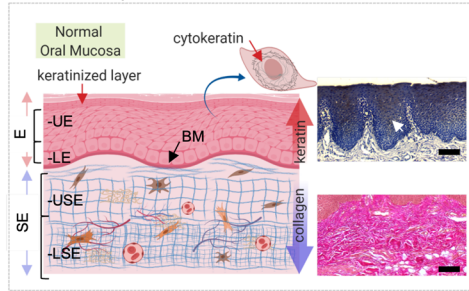 Normal
Oral Mucosa
cytokeratin
keratinized layer
E
-UE
-LE
BM
keratin
SE
-USE
-LSE
collagen